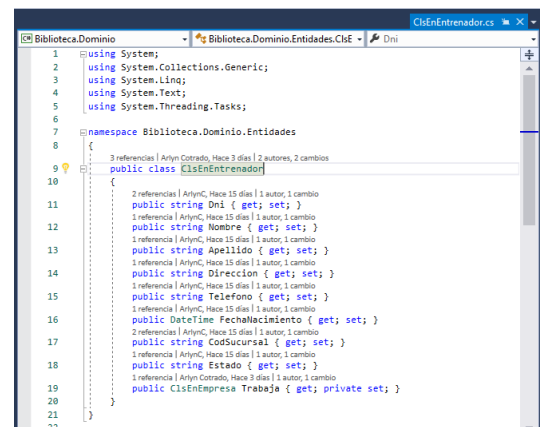 ClsEnEntrenador.cs
C# Biblioteca.Dominio Biblioteca.Dominio.Entidades.ClsE Dni
1 using System;
2 using System.Collections.Generic;
3 using System.Linq;
4 using System.Text;
5 using System.Threading.Tasks;
6
7 namespace Biblioteca.Dominio.Entidades
8 {
3 referencias | Arlyn Cotrado, Hace 3 días | 2 autores, 2 cambios
9 public class ClsEnEntrenador
10 {
2 referencias | ArlynC, Hace 15 días | 1 autor, 1 cambio
11 public string Dni { get; set; }
1 referencia | ArlynC, Hace 15 días | 1 autor, 1 cambio
12 public string Nombre { get; set; }
1 referencia | ArlynC, Hace 15 días | 1 autor, 1 cambio
13 public string Apellido { get; set; }
1 referencia | ArlynC, Hace 15 días | 1 autor, 1 cambio
14 public string Direccion { get; set; }
1 referencia | ArlynC, Hace 15 días | 1 autor, 1 cambio
15 public string Telefono { get; set; }
1 referencia | ArlynC, Hace 15 días | 1 autor, 1 cambio
16 public DateTime FechaNacimiento { get; set; }
2 referencias | ArlynC, Hace 15 días | 1 autor, 1 cambio
17 public string CodSucursal { get; set; }
1 referencia | ArlynC, Hace 15 días | 1 autor, 1 cambio
18 public string Estado { get; set; }
1 referencia | Arlyn Cotrado, Hace 3 días | 1 autor, 1 cambio
19 public ClsEnEmpresa Trabaja { get; private set; }
20 }
21 }
22